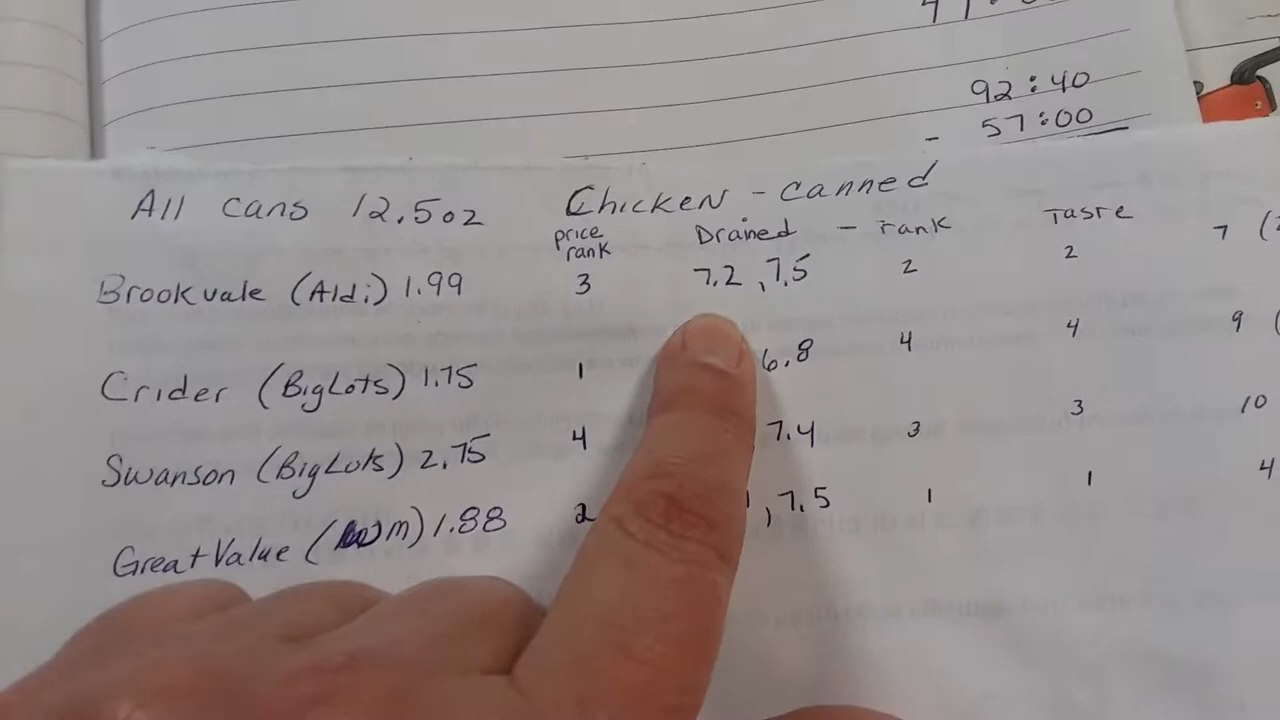 92:40
- 57:00
All cans 12.5oz Chicken - canned
price rank Drained - rank Taste
Brookvale (Aldi) 1.99 3 7.2, 7.5 2 2 7 (
Crider (BigLots) 1.75 1 6.8 4 4 9 (
Swanson (BigLots) 2.75 4 7.4 3 3 10
Great Value (Wm) 1.88 2 , 7.5 1 1 4